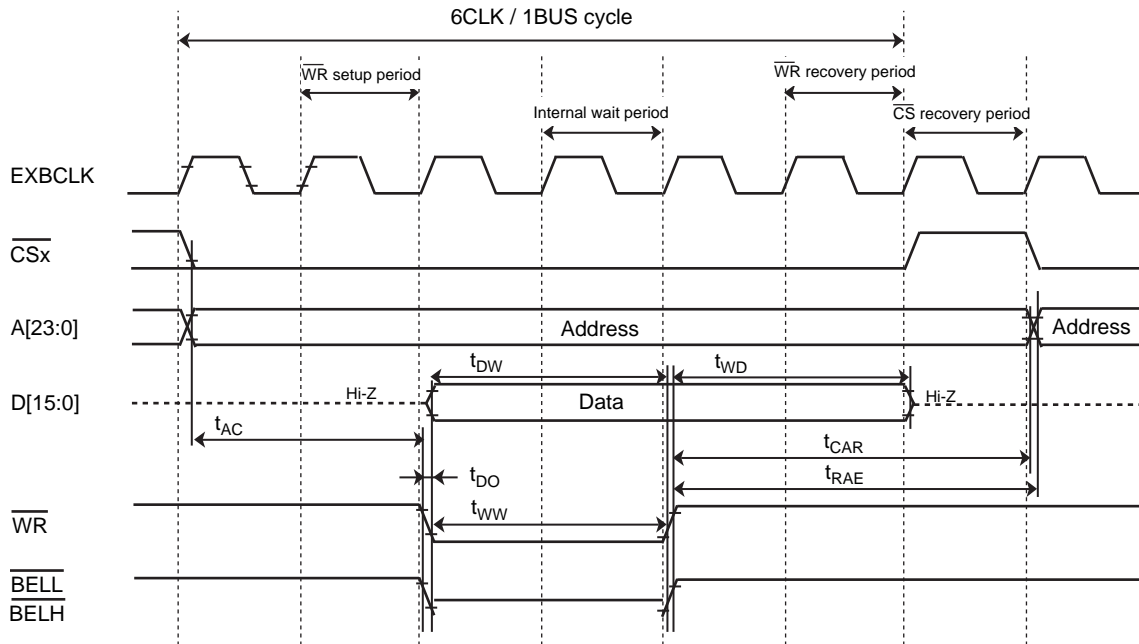 6CLK / 1BUS cycle
WR setup period
WR recovery period
Internal wait period
CS recovery period
EXBCLK
CSx
A[23:0]
Address
Address
tDW
tWD
D[15:0]
Hi-Z
Data
Hi-Z
tAC
tCAR
tDO
tRAE
WR
tWW
BELL
BELH